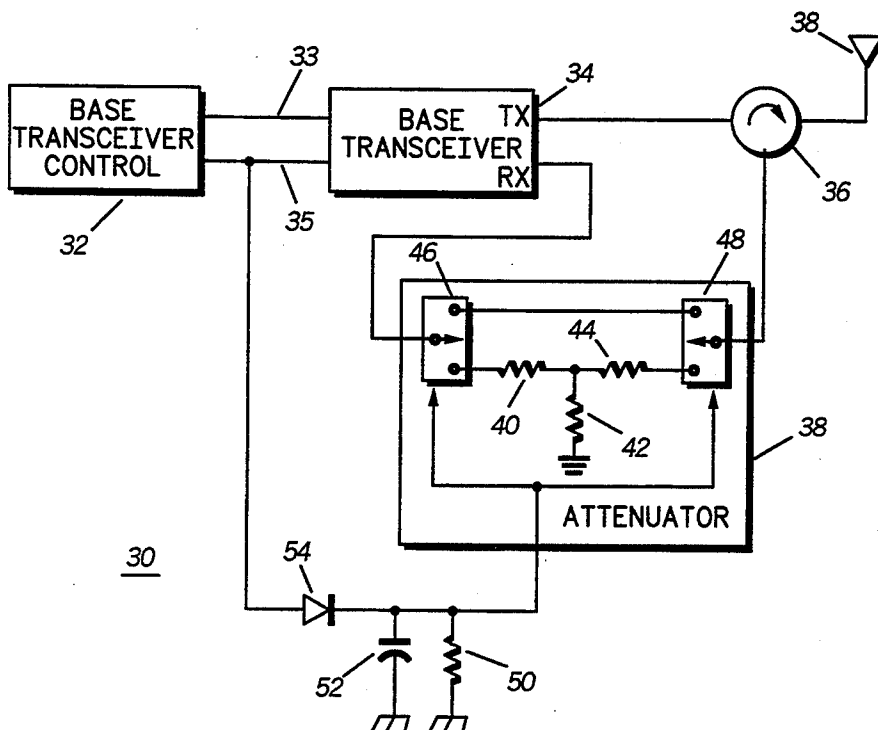 38
33
34
BASE
TRANSCEIVER
CONTROL
BASE
TRANSCEIVER
TX
RX
36
32
35
46
48
44
40
42
38
ATTENUATOR
30
54
52
50